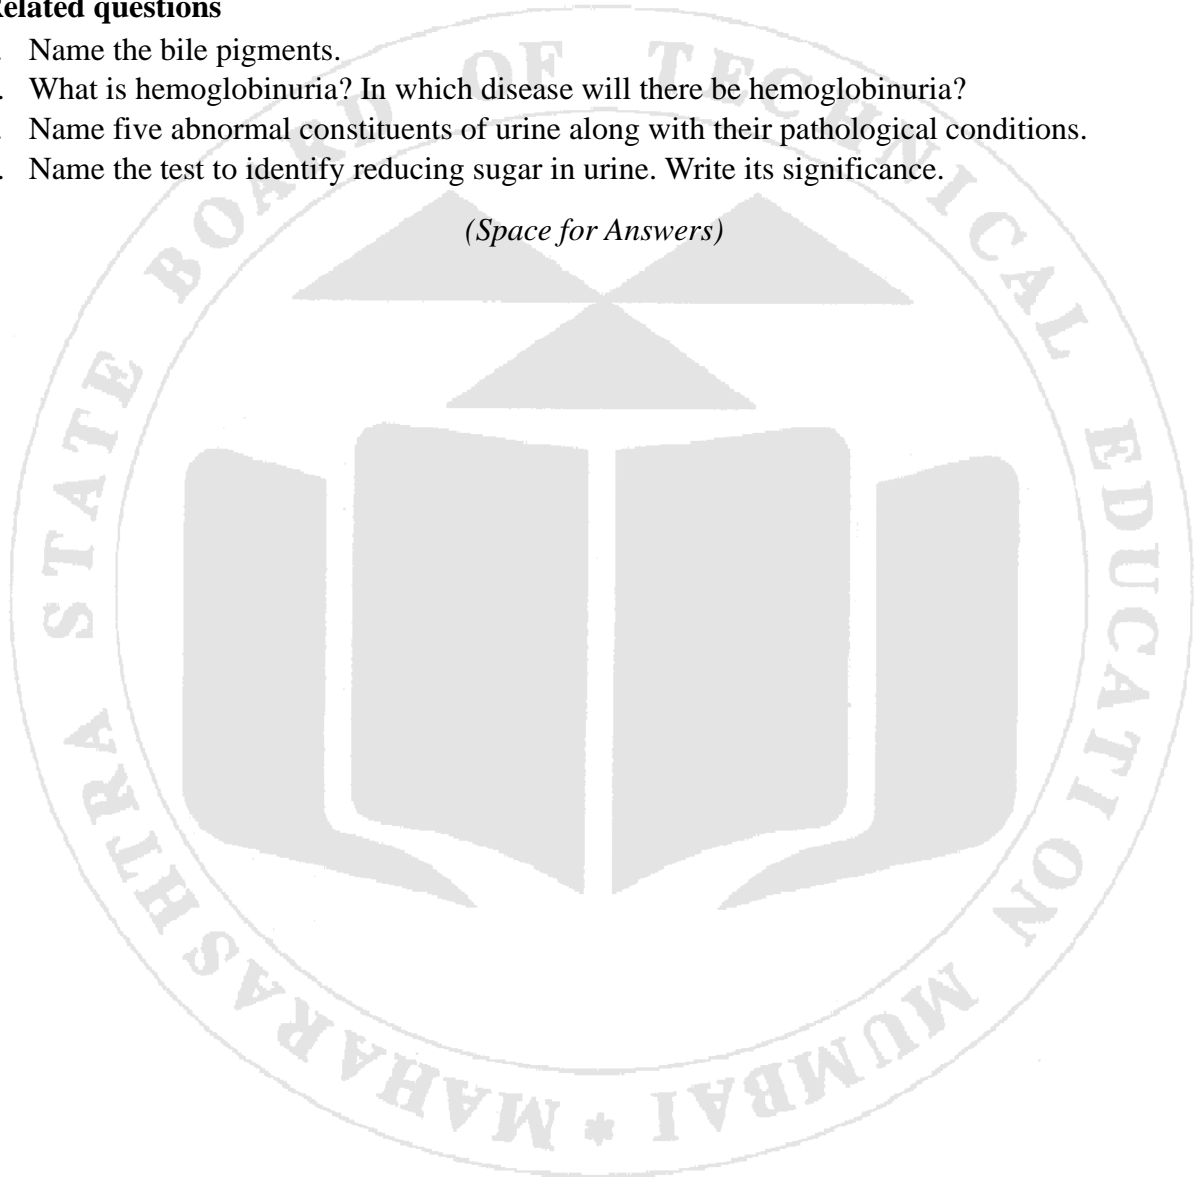 Related questions
. Name the bile pigments.
. What is hemoglobinuria? In which disease will there be hemoglobinuria?
. Name five abnormal constituents of urine along with their pathological conditions.
. Name the test to identify reducing sugar in urine. Write its significance.
(Space for Answers)
MAHARASHTRA STATE BOARD OF TECHNICAL EDUCATION MUMBAI *